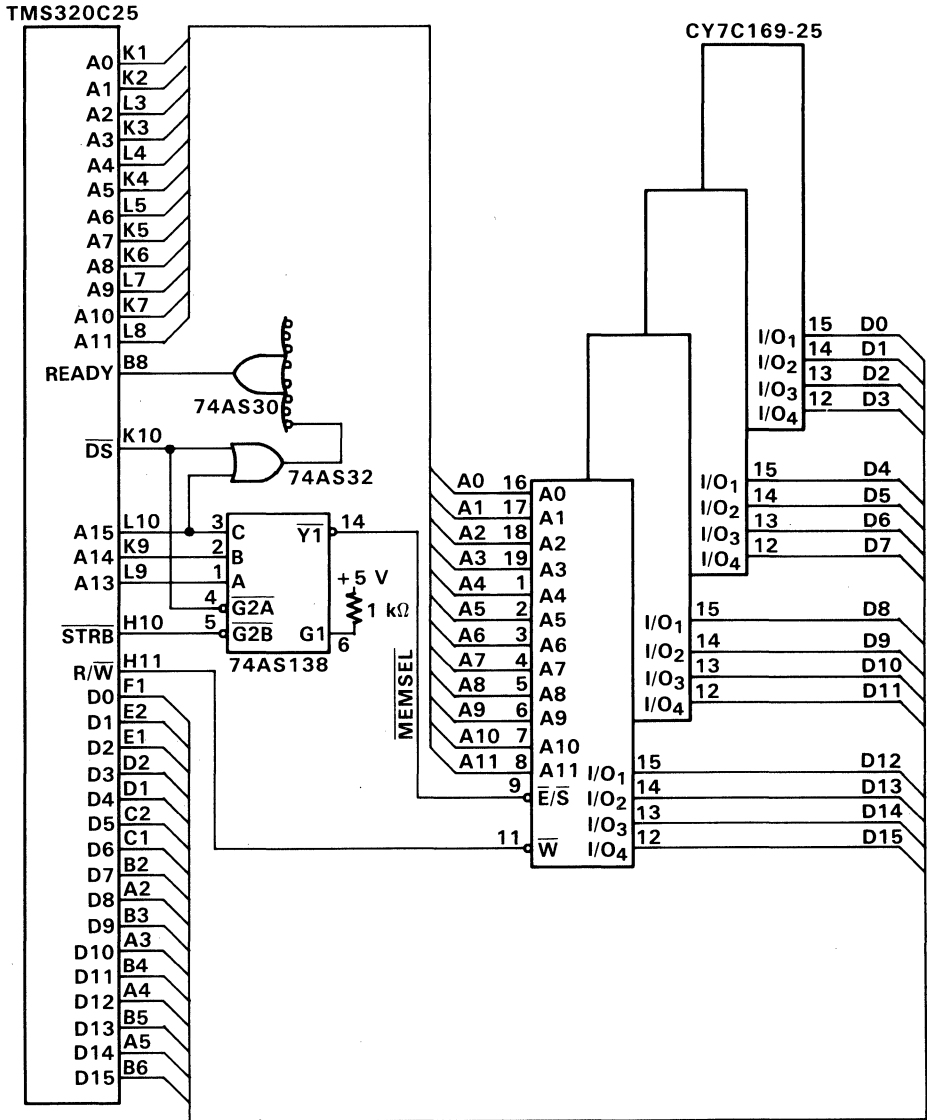 TMS320C25
CY7C169-25
A0 K1
A1 K2
A2 L3
A3 K3
A4 L4
A5 K4
A6 L5
A7 K5
A8 K6
A9 L7
A10 K7
A11 L8
READY B8
74AS30
DS K10
74AS32
A15 L10
A14 K9
A13 L9
STRB H10
R/W H11
D0 F1
D1 E2
D2 E1
D3 D2
D4 D1
D5 C2
D6 C1
D7 B2
D8 A2
D9 B3
D10 A3
D11 B4
D12 A4
D13 B5
D14 A5
D15 B6
3 C Y1 14
2 B
1 A
4 G2A
5 G2B G1 6
74AS138
+5 V
1 kΩ
MEMSEL
A0 16 A0
A1 17 A1
A2 18 A2
A3 19 A3
A4 1 A4
A5 2 A5
A6 3 A6
A7 4 A7
A8 5 A8
A9 6 A9
A10 7 A10
A11 8 A11
9 E/S
11 W
I/O1 15 D0
I/O2 14 D1
I/O3 13 D2
I/O4 12 D3
I/O1 15 D4
I/O2 14 D5
I/O3 13 D6
I/O4 12 D7
I/O1 15 D8
I/O2 14 D9
I/O3 13 D10
I/O4 12 D11
I/O1 15 D12
I/O2 14 D13
I/O3 13 D14
I/O4 12 D15